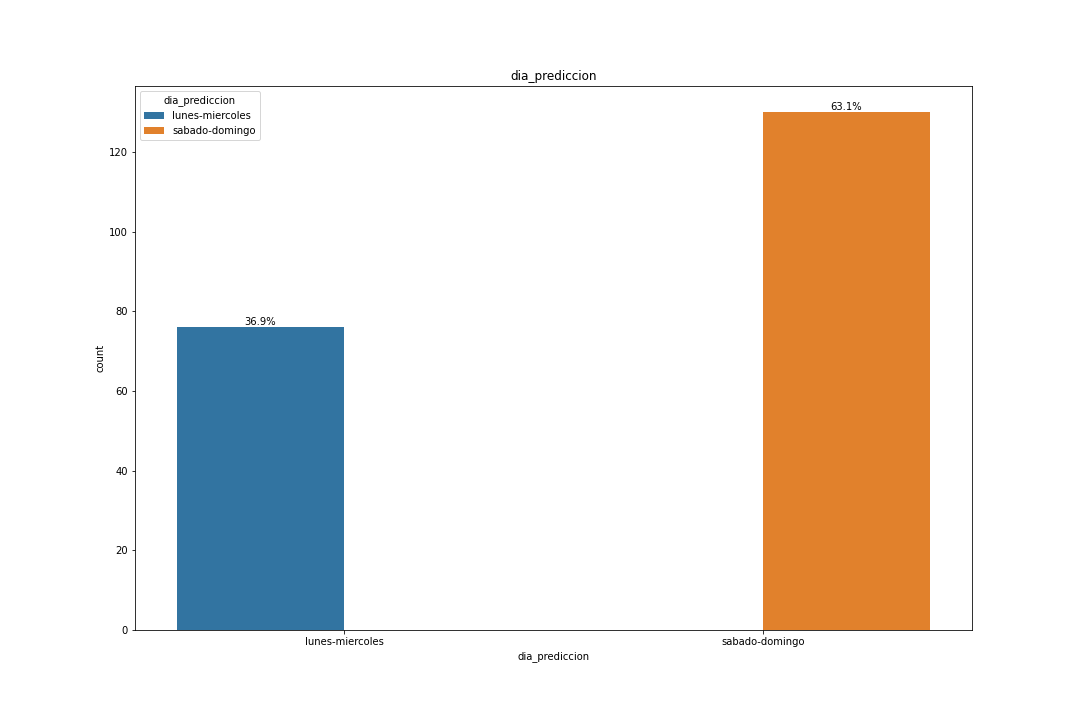 dia_prediccion
dia_prediccion
lunes-miercoles
sabado-domingo
63.1%
36.9%
120
100
80
60
40
20
0
count
lunes-miercoles
sabado-domingo
dia_prediccion